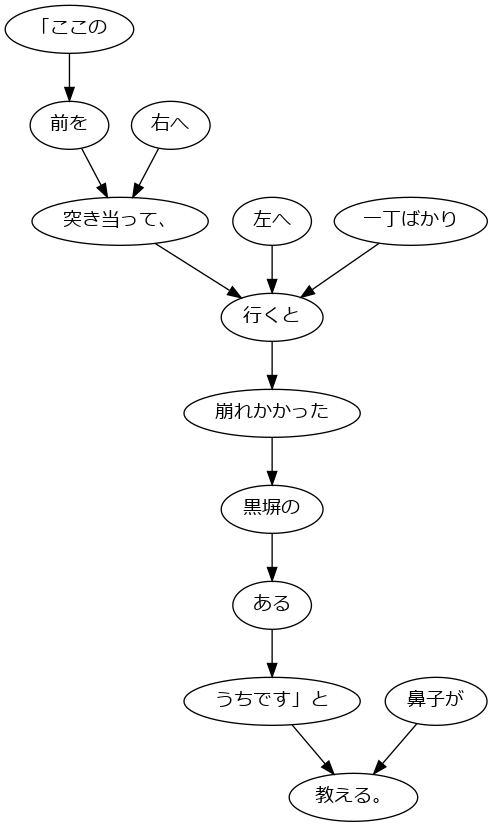 「ここの
前を
右へ
突き当って、
左へ
一丁ばかり
行くと
崩れかかった
黒塀の
ある
うちです」と
鼻子が
教える。